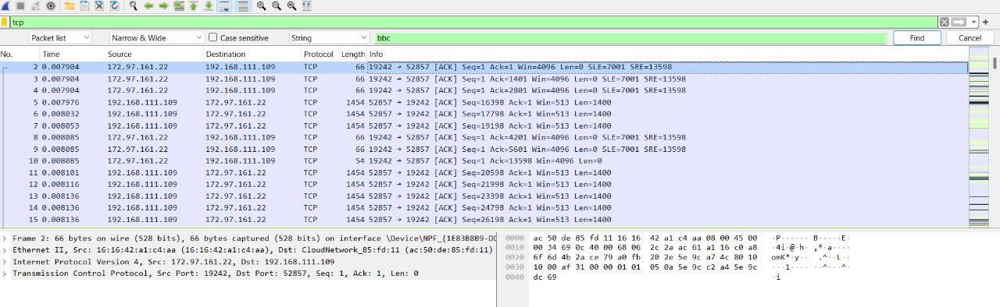 tcp
Packet list Narrow & Wide Case sensitive String bbc Find Cancel
No. Time Source Destination Protocol Length Info
2 0.007904 172.97.161.22 192.168.111.109 TCP 66 19242 → 52857 [ACK] Seq=1 Ack=1 Win=4096 Len=0 SLE=7001 SRE=13598
3 0.007904 172.97.161.22 192.168.111.109 TCP 66 19242 → 52857 [ACK] Seq=1 Ack=1401 Win=4096 Len=0 SLE=7001 SRE=13598
4 0.007904 172.97.161.22 192.168.111.109 TCP 66 19242 → 52857 [ACK] Seq=1 Ack=2801 Win=4096 Len=0 SLE=7001 SRE=13598
5 0.007976 192.168.111.109 172.97.161.22 TCP 1454 52857 → 19242 [ACK] Seq=16398 Ack=1 Win=513 Len=1400
6 0.008032 192.168.111.109 172.97.161.22 TCP 1454 52857 → 19242 [ACK] Seq=17798 Ack=1 Win=513 Len=1400
7 0.008053 192.168.111.109 172.97.161.22 TCP 1454 52857 → 19242 [ACK] Seq=19198 Ack=1 Win=513 Len=1400
8 0.008085 172.97.161.22 192.168.111.109 TCP 66 19242 → 52857 [ACK] Seq=1 Ack=4201 Win=4096 Len=0 SLE=7001 SRE=13598
9 0.008085 172.97.161.22 192.168.111.109 TCP 66 19242 → 52857 [ACK] Seq=1 Ack=5601 Win=4096 Len=0 SLE=7001 SRE=13598
10 0.008085 172.97.161.22 192.168.111.109 TCP 54 19242 → 52857 [ACK] Seq=1 Ack=13598 Win=4096 Len=0
11 0.008101 192.168.111.109 172.97.161.22 TCP 1454 52857 → 19242 [ACK] Seq=20598 Ack=1 Win=513 Len=1400
12 0.008116 192.168.111.109 172.97.161.22 TCP 1454 52857 → 19242 [ACK] Seq=21998 Ack=1 Win=513 Len=1400
13 0.008136 192.168.111.109 172.97.161.22 TCP 1454 52857 → 19242 [ACK] Seq=23398 Ack=1 Win=513 Len=1400
14 0.008136 192.168.111.109 172.97.161.22 TCP 1454 52857 → 19242 [ACK] Seq=24798 Ack=1 Win=513 Len=1400
15 0.008136 192.168.111.109 172.97.161.22 TCP 1454 52857 → 19242 [ACK] Seq=26198 Ack=1 Win=513 Len=1400
Frame 2: 66 bytes on wire (528 bits), 66 bytes captured (528 bits) on interface \Device\NPF_{1E83B8B9-DC
Ethernet II, Src: 16:16:42:a1:c4:aa (16:16:42:a1:c4:aa), Dst: CloudNetwork_85:fd:11 (ac:50:de:85:fd:11)
Internet Protocol Version 4, Src: 172.97.161.22, Dst: 192.168.111.109
Transmission Control Protocol, Src Port: 19242, Dst Port: 52857, Seq: 1, Ack: 1, Len: 0
0000 ac 50 de 85 fd 11 16 16 42 a1 c4 aa 08 00 45 00 ·P······ B·····E·
0010 00 34 69 0c 40 00 68 06 2c 2a ac 61 a1 16 c0 a8 ·4i·@·h· ,*·a····
0020 6f 6d 4b 2a ce 79 a0 fb 20 2e 5e 9c a7 4c 80 10 omK*·y·· .^··L··
0030 10 00 af 31 00 00 01 01 05 0a 5e 9c c2 a4 5e 9c ···1···· ··^···^·
0040 dc 69 ·i